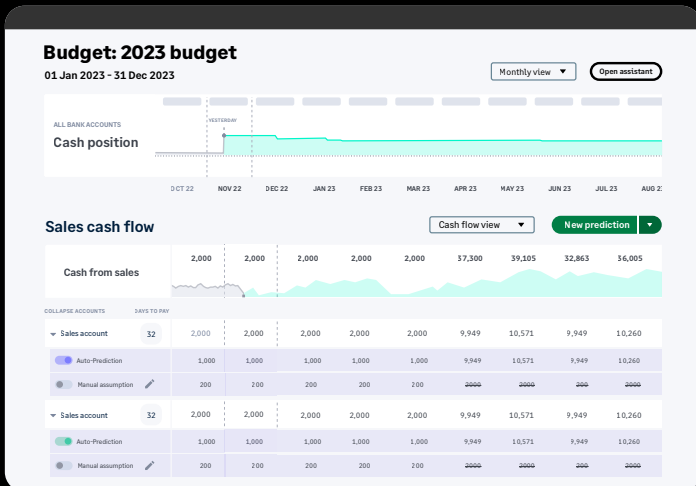 Budget: 2023 budget
01 Jan 2023 - 31 Dec 2023
Monthly view
Open assistant
YESTERDAY
ALL BANK ACCOUNTS
Cash position
OCT 22 NOV 22 DEC 22 JAN 23 FEB 23 MAR 23 APR 23 MAY 23 JUN 23 JUL 23 AUG 23
Sales cash flow
Cash flow view
New prediction
Cash from sales 2,000 2,000 2,000 2,000 2,000 37,300 39,105 32,863 36,005
COLLAPSE ACCOUNTS DAYS TO PAY
Sales account 32 2,000 2,000 2,000 2,000 2,000 9,949 10,571 9,949 10,260
Auto-Prediction 1,000 1,000 1,000 1,000 1,000 9,949 10,571 9,949 10,260
Manual assumption 200 200 200 200 200 2000 2000 200 2000
Sales account 32 2,000 2,000 2,000 2,000 2,000 9,949 10,571 9,949 10,260
Auto-Prediction 1,000 1,000 1,000 1,000 1,000 9,949 10,571 9,949 10,260
Manual assumption 200 200 200 200 200 2000 2000 200 2000